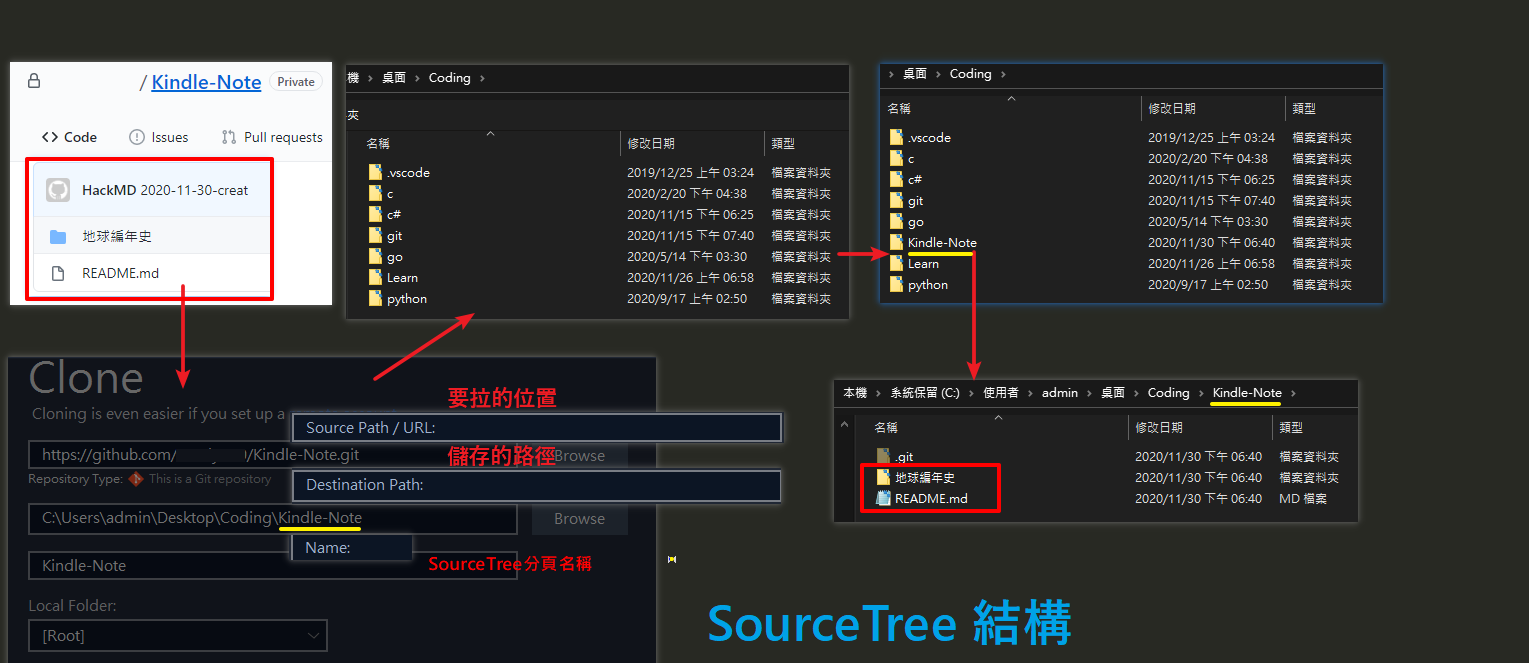 / Kindle-Note Private
Code Issues Pull requests
HackMD 2020-11-30-creat
地球編年史
README.md
機 › 桌面 › Coding ›
夾
名稱 修改日期 類型
.vscode 2019/12/25 上午 03:24 檔案資料夾
c 2020/2/20 下午 04:38 檔案資料夾
c# 2020/11/15 下午 06:25 檔案資料夾
git 2020/11/15 下午 07:40 檔案資料夾
go 2020/5/14 下午 03:30 檔案資料夾
Learn 2020/11/26 上午 06:58 檔案資料夾
python 2020/9/17 上午 02:50 檔案資料夾
› 桌面 › Coding ›
名稱 修改日期 類型
.vscode 2019/12/25 上午 03:24 檔案資料夾
c 2020/2/20 下午 04:38 檔案資料夾
c# 2020/11/15 下午 06:25 檔案資料夾
git 2020/11/15 下午 07:40 檔案資料夾
go 2020/5/14 下午 03:30 檔案資料夾
Kindle-Note 2020/11/30 下午 06:40 檔案資料夾
Learn 2020/11/26 上午 06:58 檔案資料夾
python 2020/9/17 上午 02:50 檔案資料夾
Clone
Cloning is even easier if you set up a
要拉的位置
Source Path / URL:
https://github.com/ /Kindle-Note.git
儲存的路徑
Browse
Repository Type: This is a Git repository
Destination Path:
C:\Users\admin\Desktop\Coding\Kindle-Note
Browse
Name:
SourceTree分頁名稱
Kindle-Note
Local Folder:
[Root]
本機 › 系統保留 (C:) › 使用者 › admin › 桌面 › Coding › Kindle-Note ›
名稱 修改日期 類型
.git 2020/11/30 下午 06:40 檔案資料夾
地球編年史 2020/11/30 下午 06:40 檔案資料夾
README.md 2020/11/30 下午 06:40 MD 檔案
SourceTree 結構